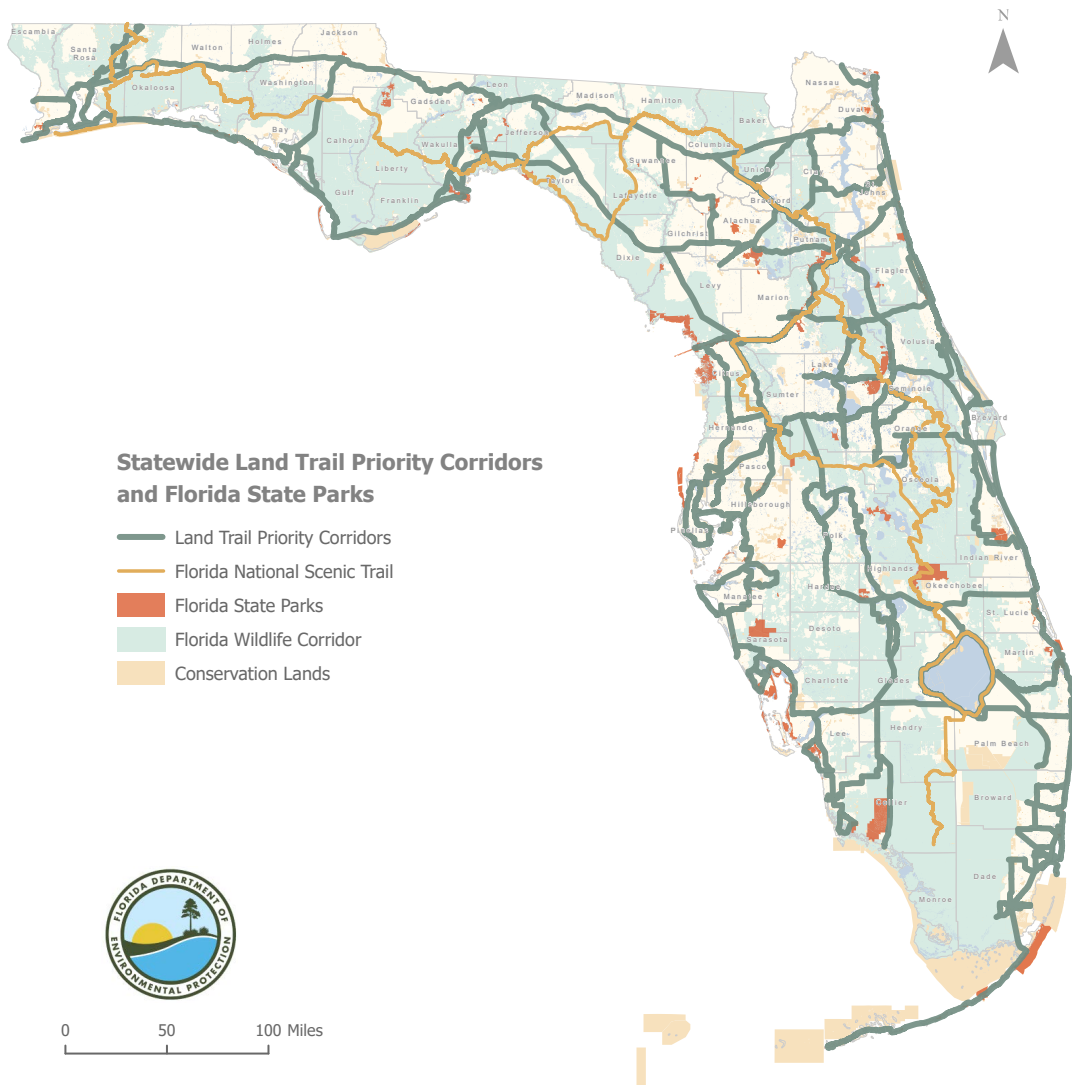 N
Escambia
Santa
Rosa
Okaloosa
Walton
Holmes
Jackson
Washington
Bay
Calhoun
Gulf
Liberty
Franklin
Gadsden
Wakulla
Leon
Jefferson
Madison
Taylor
Hamilton
Suwannee
Lafayette
Dixie
Columbia
Baker
Nassau
Duval
Union
Bradford
Clay
St
Johns
Alachua
Gilchrist
Putnam
Flagler
Levy
Marion
Volusia
Citrus
Sumter
Lake
Seminole
Orange
Brevard
Hernando
Pasco
Hillsborough
Pinellas
Polk
Osceola
Indian River
Manatee
Hardee
Highlands
Okeechobee
St. Lucie
Sarasota
Desoto
Martin
Charlotte
Glades
Lee
Hendry
Palm Beach
Collier
Broward
Dade
Monroe
Statewide Land Trail Priority Corridors
and Florida State Parks
Land Trail Priority Corridors
Florida National Scenic Trail
Florida State Parks
Florida Wildlife Corridor
Conservation Lands
FLORIDA DEPARTMENT OF
ENVIRONMENTAL PROTECTION
0 50 100 Miles